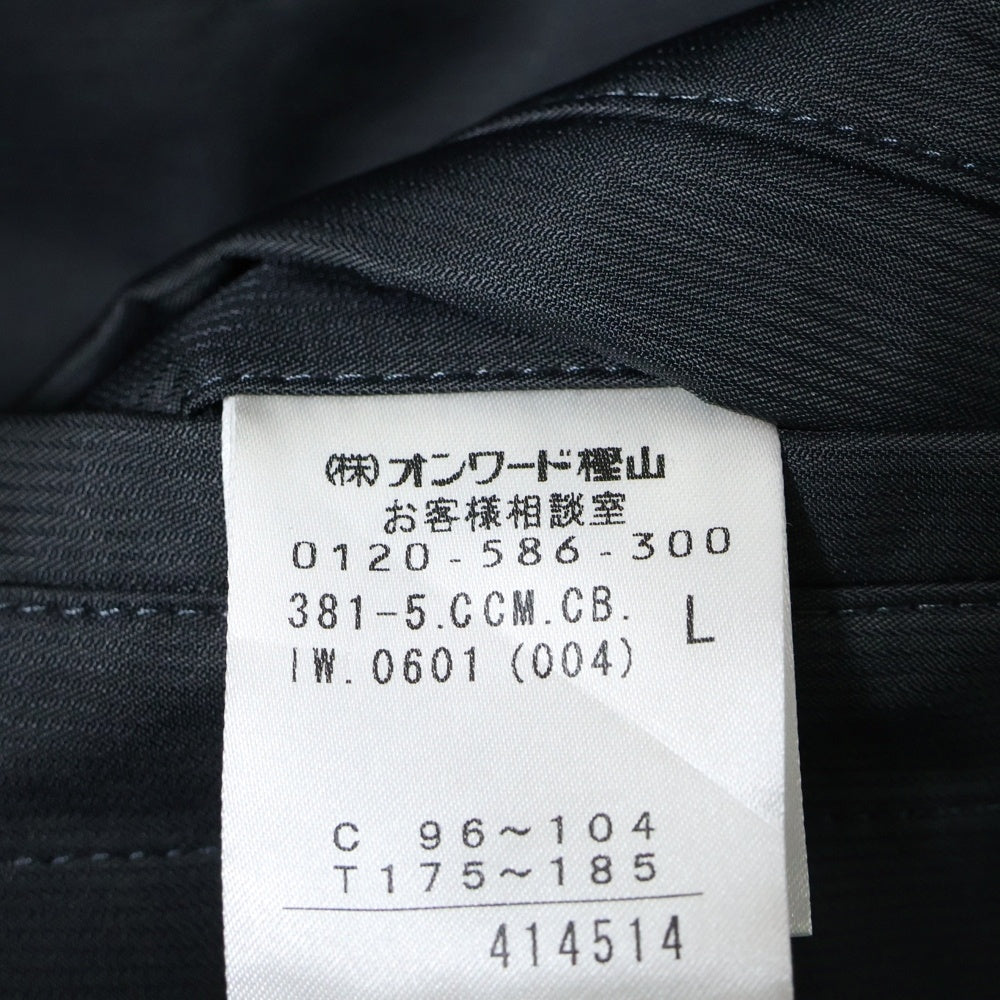 (株)オンワード樫山
お客様相談室
0120-586-300
381-5.CCM.CB.
IW.0601 (004)
L
C 96~104
T175~185
414514